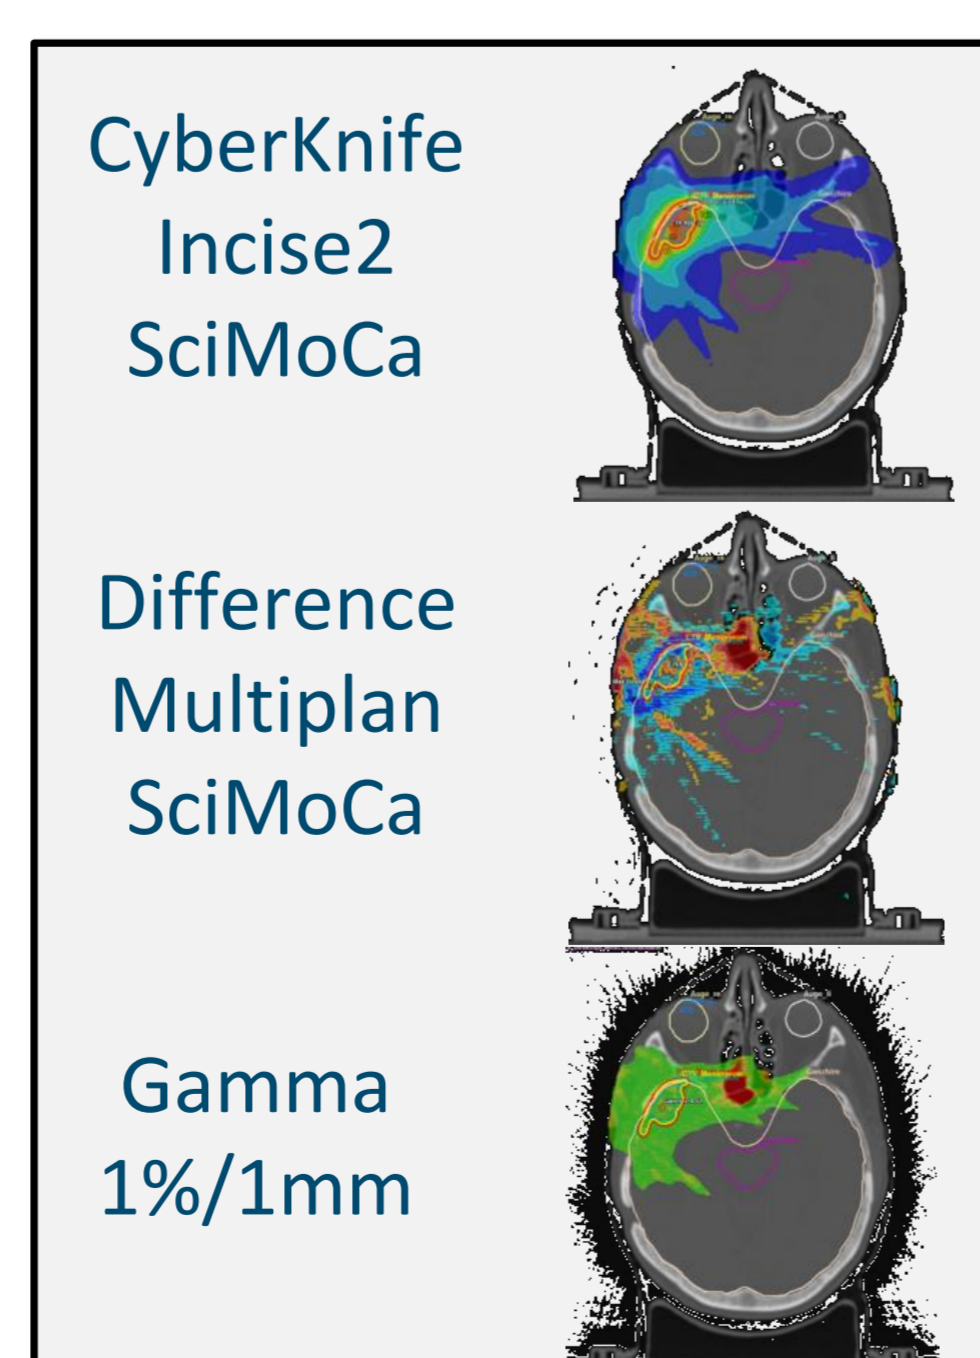 CyberKnife
Incise2
SciMoCa
Difference
Multiplan
SciMoCa
Gamma
1%/1mm